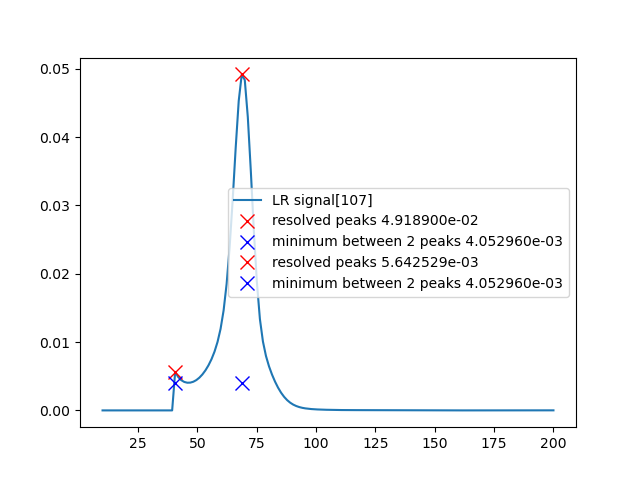 0.05
0.04
0.03
0.02
0.01
0.00
LR signal[107]
resolved peaks 4.918900e-02
minimum between 2 peaks 4.052960e-03
resolved peaks 5.642529e-03
minimum between 2 peaks 4.052960e-03
25 50 75 100 125 150 175 200